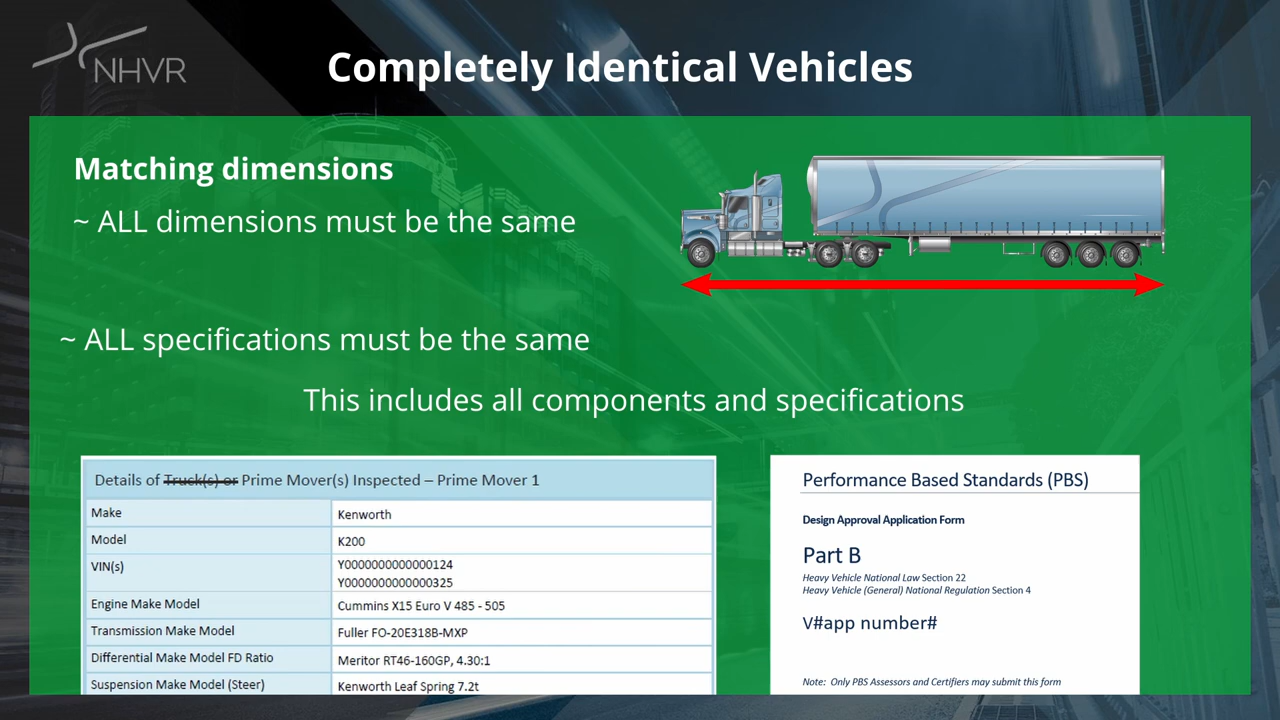 NHVR
Completely Identical Vehicles
Matching dimensions
~ ALL dimensions must be the same
~ ALL specifications must be the same
This includes all components and specifications
Details of Truck(s) or Prime Mover(s) Inspected – Prime Mover 1
Make Kenworth
Model K200
VIN(s) Y0000000000000124
Y0000000000000325
Engine Make Model Cummins X15 Euro V 485 - 505
Transmission Make Model Fuller FO-20E318B-MXP
Differential Make Model FD Ratio Meritor RT46-160GP, 4.30:1
Suspension Make Model (Steer) Kenworth Leaf Spring 7.2t
Performance Based Standards (PBS)
Design Approval Application Form
Part B
Heavy Vehicle National Law Section 22
Heavy Vehicle (General) National Regulation Section 4
V#app number#
Note: Only PBS Assessors and Certifiers may submit this form